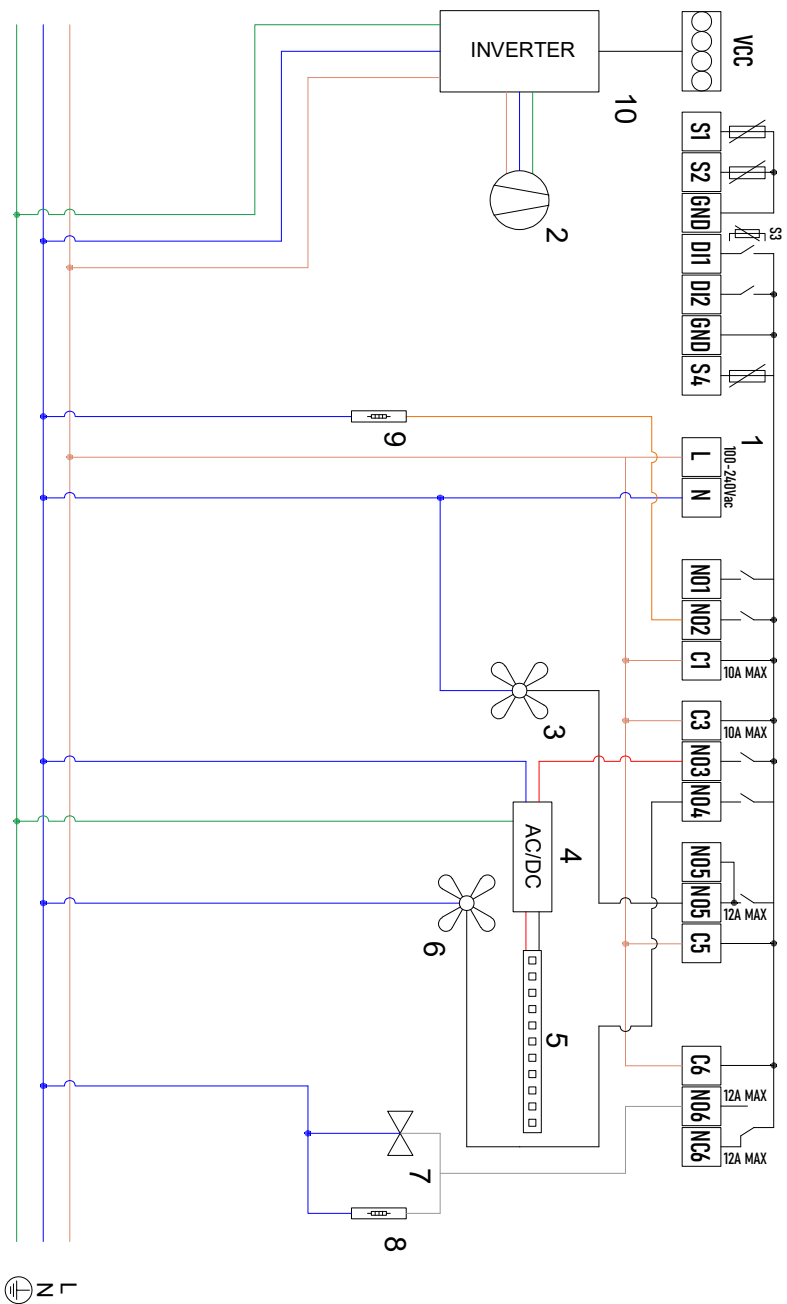 VCC
INVERTER
10
2
S1
S2
GND
S3
DI1
DI2
GND
S4
9
1
L
N
100-240Vac
NO1
NO2
C1
10A MAX
3
C3
10A MAX
NO3
NO4
4
AC/DC
NO5
NO5
12A MAX
C5
6
5
C6
NO6
12A MAX
NC6
12A MAX
7
8
L
N